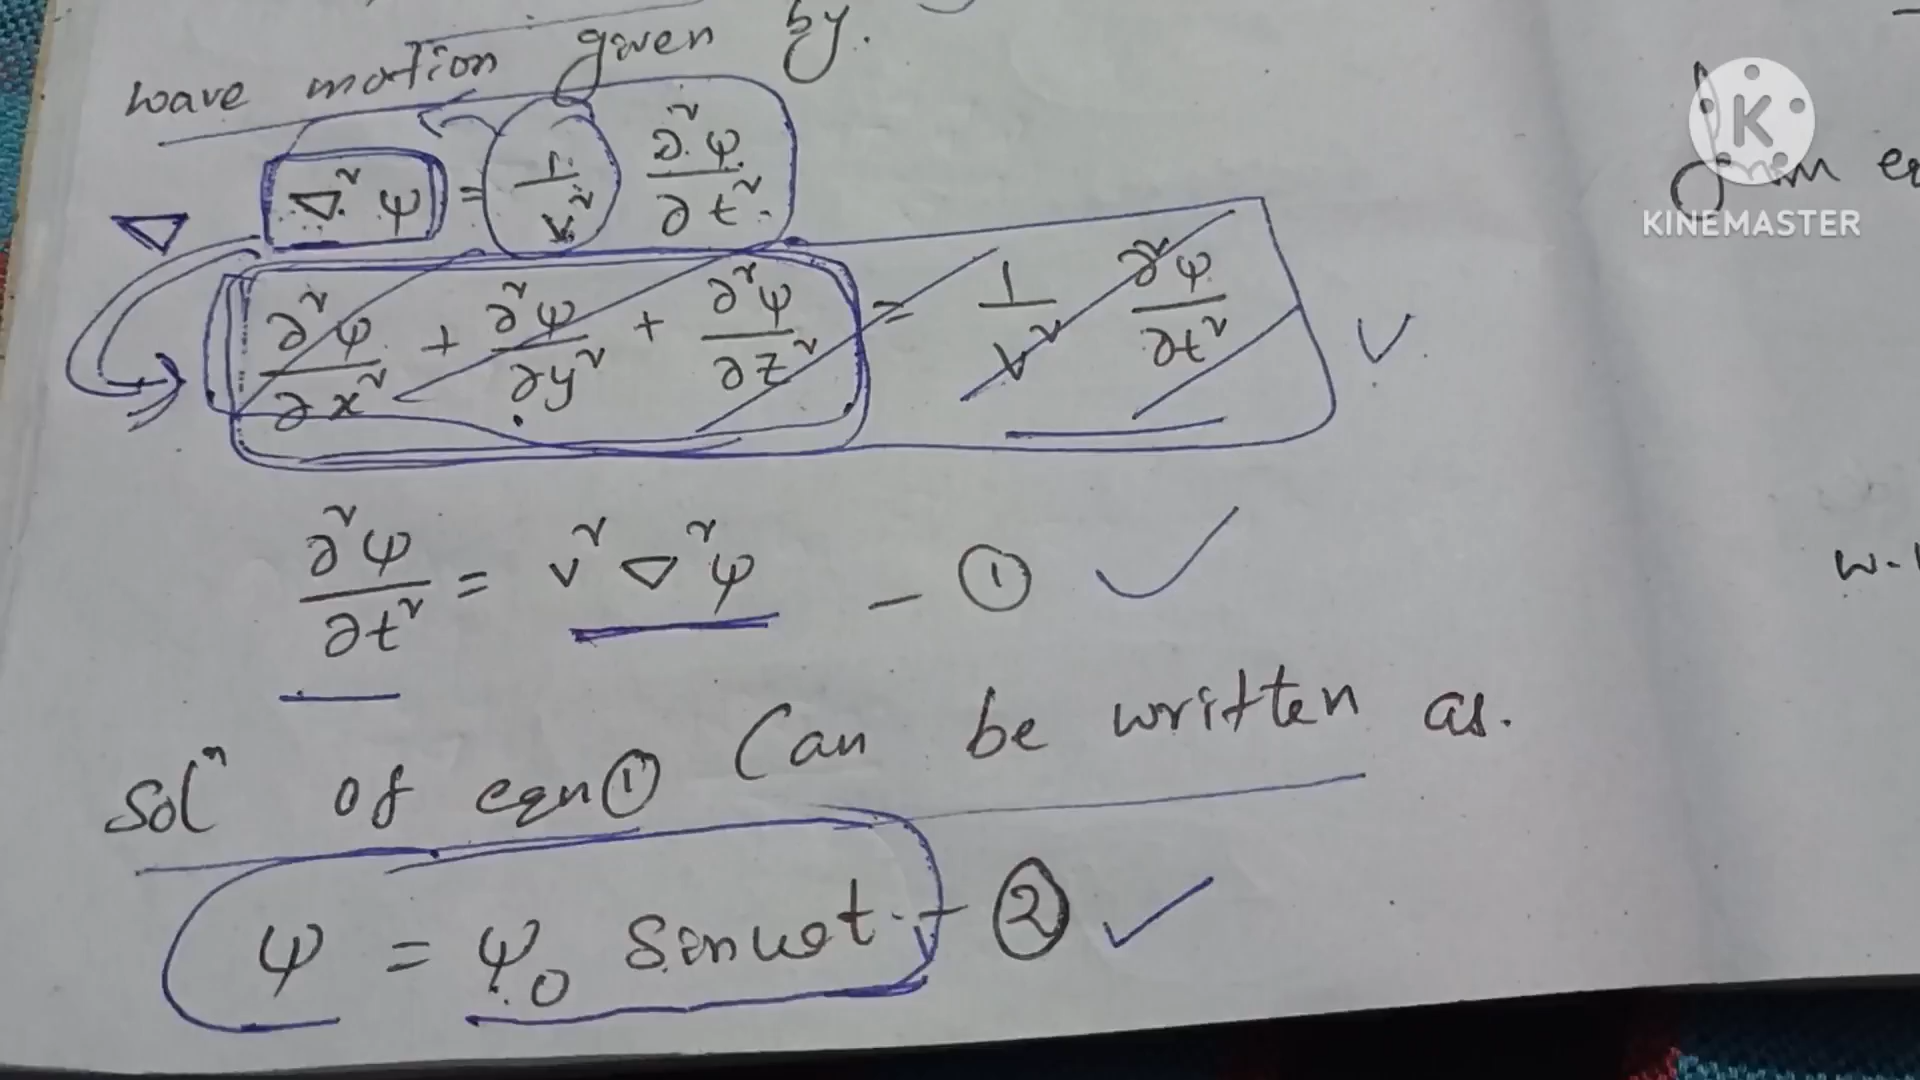 wave motion given by.
∇²ψ = 1/v² ∂²ψ/∂t²
∇
∂²ψ/∂x² + ∂²ψ/∂y² + ∂²ψ/∂z² = 1/v² ∂²ψ/∂t²
∂²ψ/∂t² = v² ∇²ψ — ①
Solⁿ of eqn ① Can be written as.
ψ = ψ₀ Sinωt — ②
K
KINEMASTER